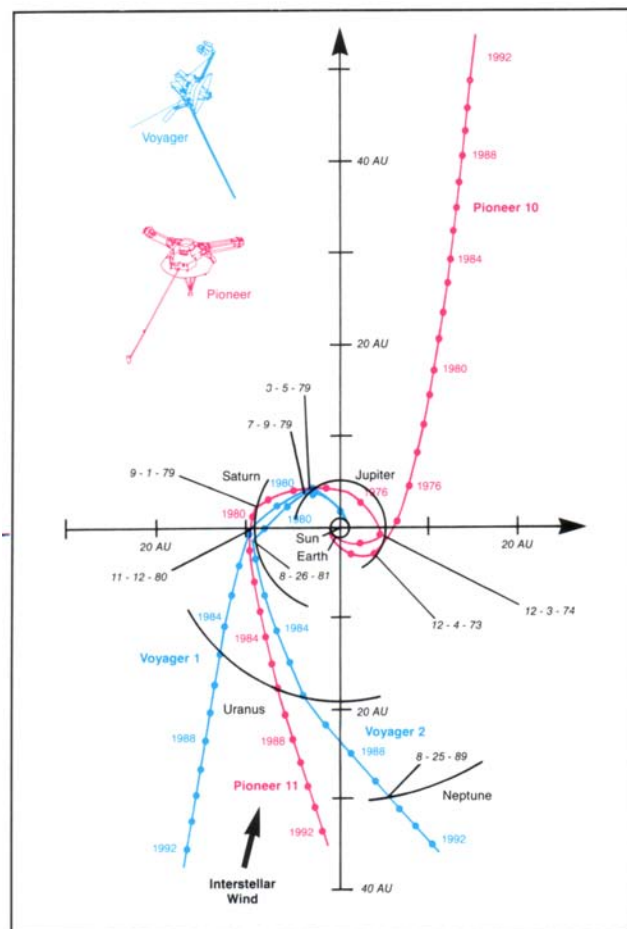 1992
Voyager
40 AU
1988
Pioneer 10
Pioneer
1984
20 AU
1980
3 - 5 - 79
7 - 9 - 79
9 - 1 - 79
Saturn
Jupiter
1980
1976
1976
1980
1980
20 AU
Sun
20 AU
Earth
11 - 12 - 80
8 - 26 - 81
12 - 4 - 73
12 - 3 - 74
1984
1984
1984
Voyager 1
20 AU
Uranus
Voyager 2
1988
1988
1988
8 - 25 - 89
Pioneer 11
Neptune
1992
1992
1992
Interstellar
Wind
40 AU